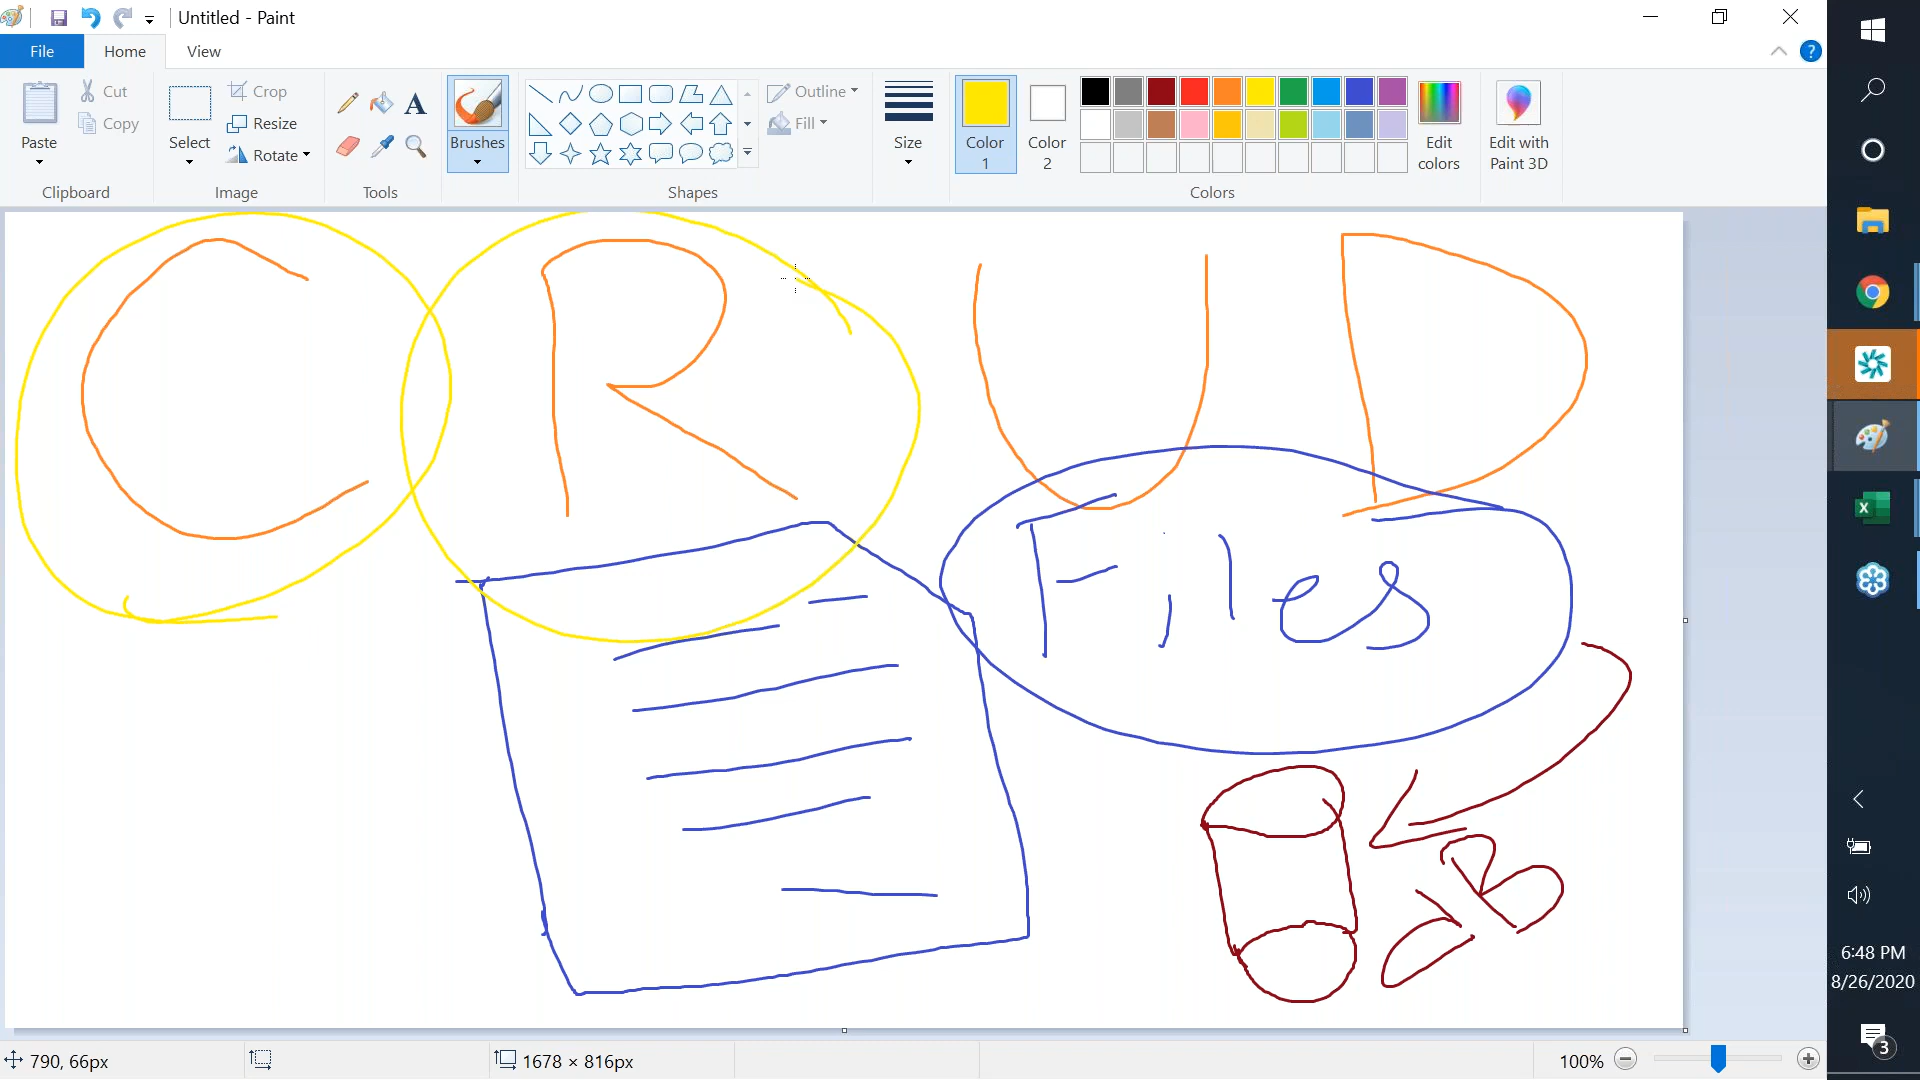 Untitled - Paint
File Home View
Paste
Cut
Copy
Clipboard
Select
Crop
Resize
Rotate
Image
A
Tools
Brushes
Shapes
Outline
Fill
Size
Color 1
Color 2
Colors
Edit colors
Edit with Paint 3D
?
C R U D
Files
DB
790, 66px
1678 × 816px
100%
X
6:48 PM
8/26/2020
3